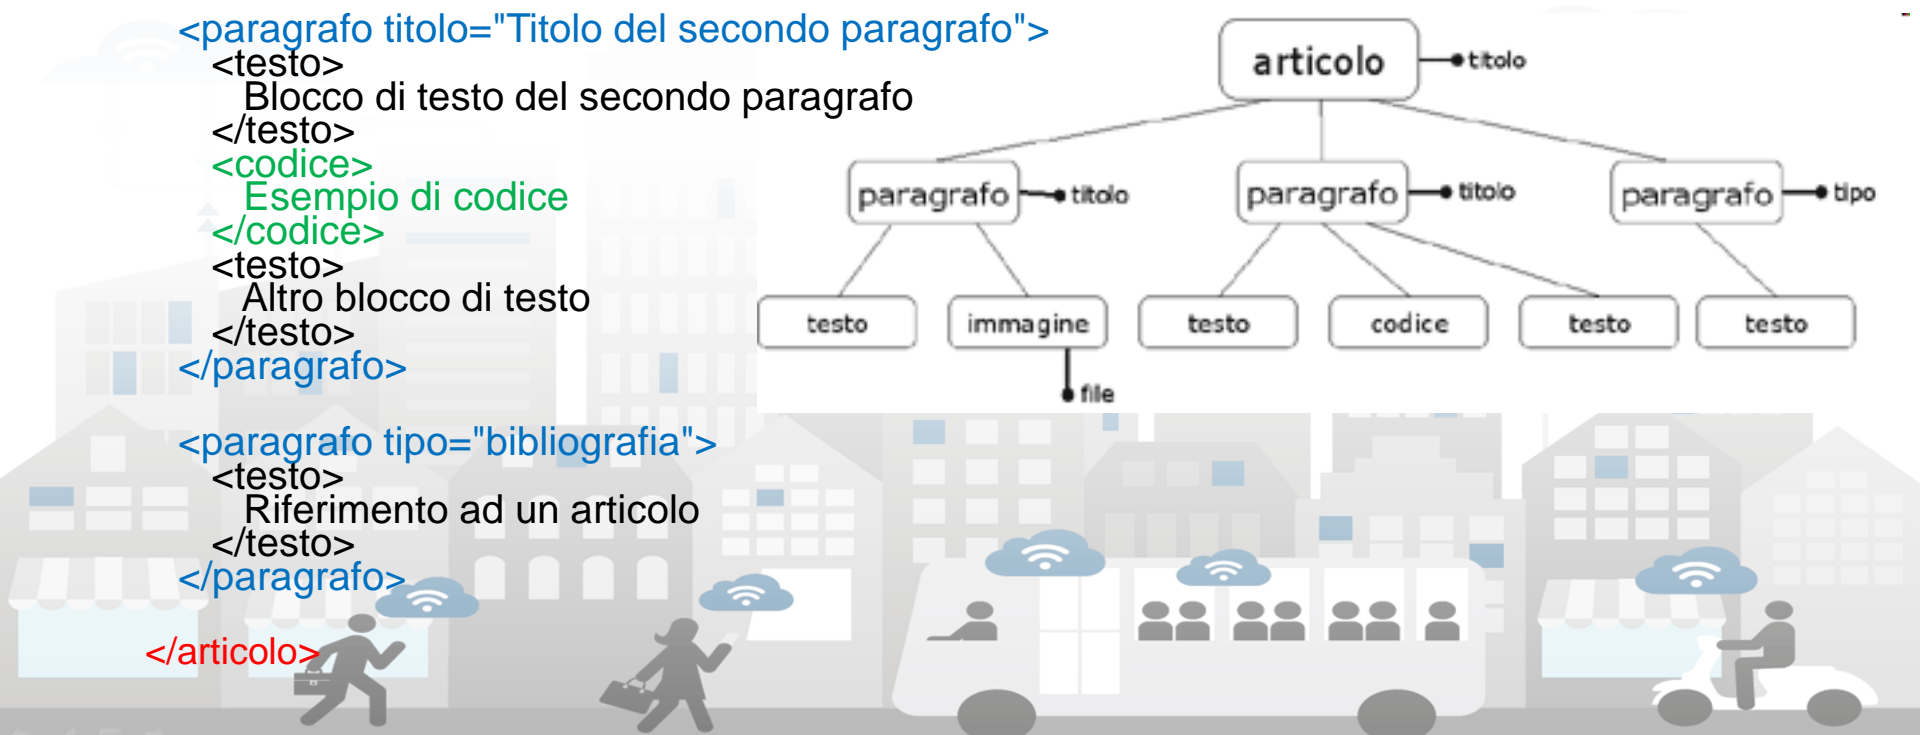 <paragrafo titolo="Titolo del secondo paragrafo">
<testo>
Blocco di testo del secondo paragrafo
</testo>
<codice>
Esempio di codice
</codice>
<testo>
Altro blocco di testo
</testo>
</paragrafo>
<paragrafo tipo="bibliografia">
<testo>
Riferimento ad un articolo
</testo>
</paragrafo>
</articolo>
articolo titolo
paragrafo titolo paragrafo titolo paragrafo tipo
testo immagine testo codice testo testo
file